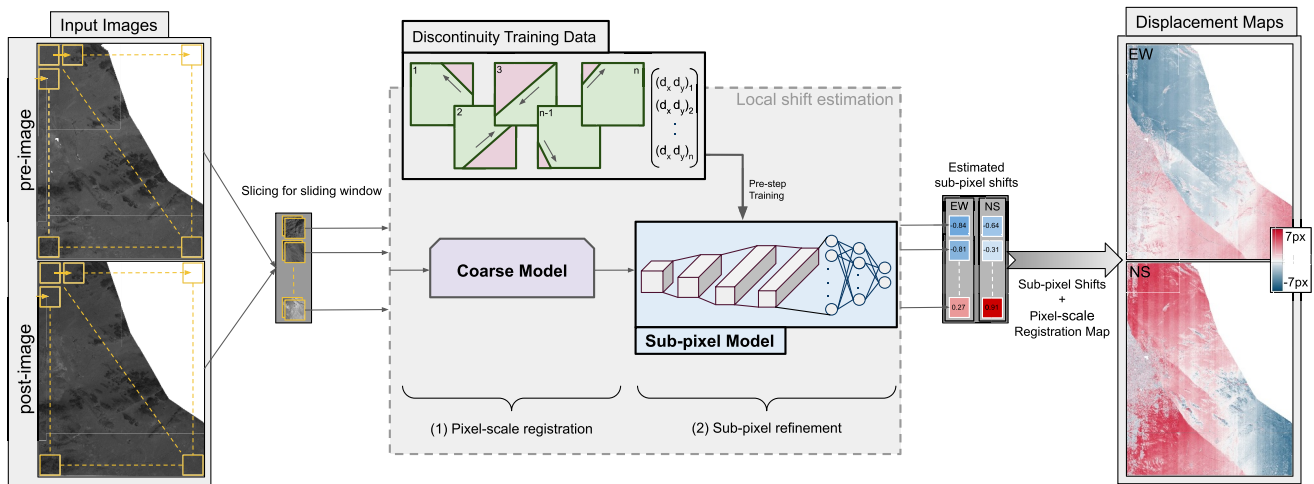 Input Images
pre-image
post-image
Slicing for sliding window
Discontinuity Training Data
1
3
n
2
n-1
(dx dy)1
(dx dy)2
.
.
(dx dy)n
Local shift estimation
Pre-step
Training
Coarse Model
Sub-pixel Model
(1) Pixel-scale registration
(2) Sub-pixel refinement
Estimated
sub-pixel shifts
EW NS
-0.84 -0.64
-0.81 -0.31
0.27
Sub-pixel Shifts
+
Pixel-scale
Registration Map
Displacement Maps
EW
7px
-7px
NS